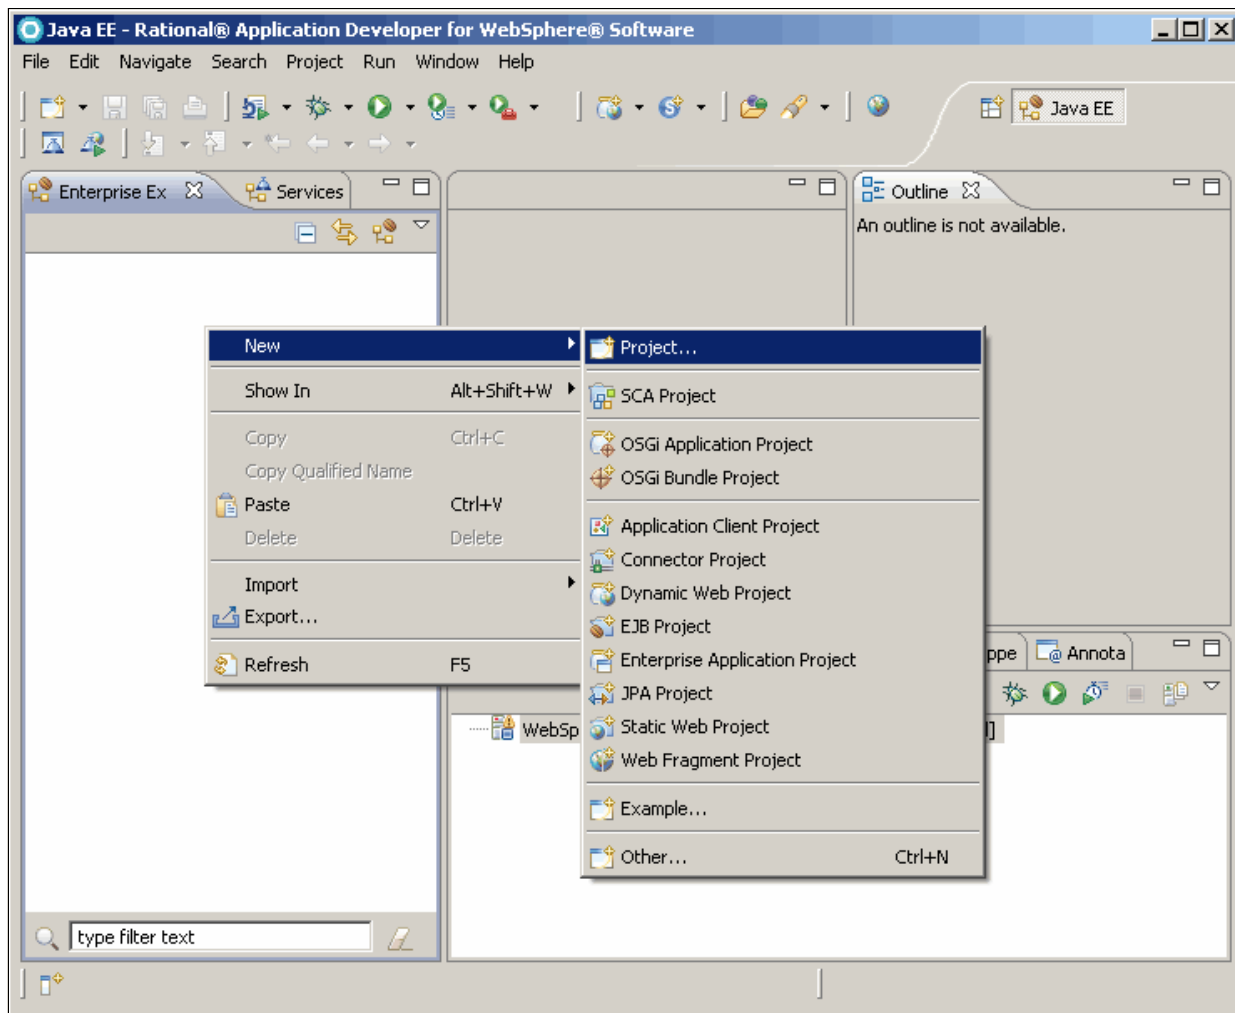 Java EE - Rational® Application Developer for WebSphere® Software
File Edit Navigate Search Project Run Window Help
Java EE
Enterprise Ex Services
Outline
An outline is not available.
New
Show In Alt+Shift+W
Copy Ctrl+C
Copy Qualified Name
Paste Ctrl+V
Delete Delete
Import
Export...
Refresh F5
Project...
SCA Project
OSGi Application Project
OSGi Bundle Project
Application Client Project
Connector Project
Dynamic Web Project
EJB Project
Enterprise Application Project
JPA Project
Static Web Project
Web Fragment Project
Example...
Other... Ctrl+N
ppe Annota
WebSp
type filter text